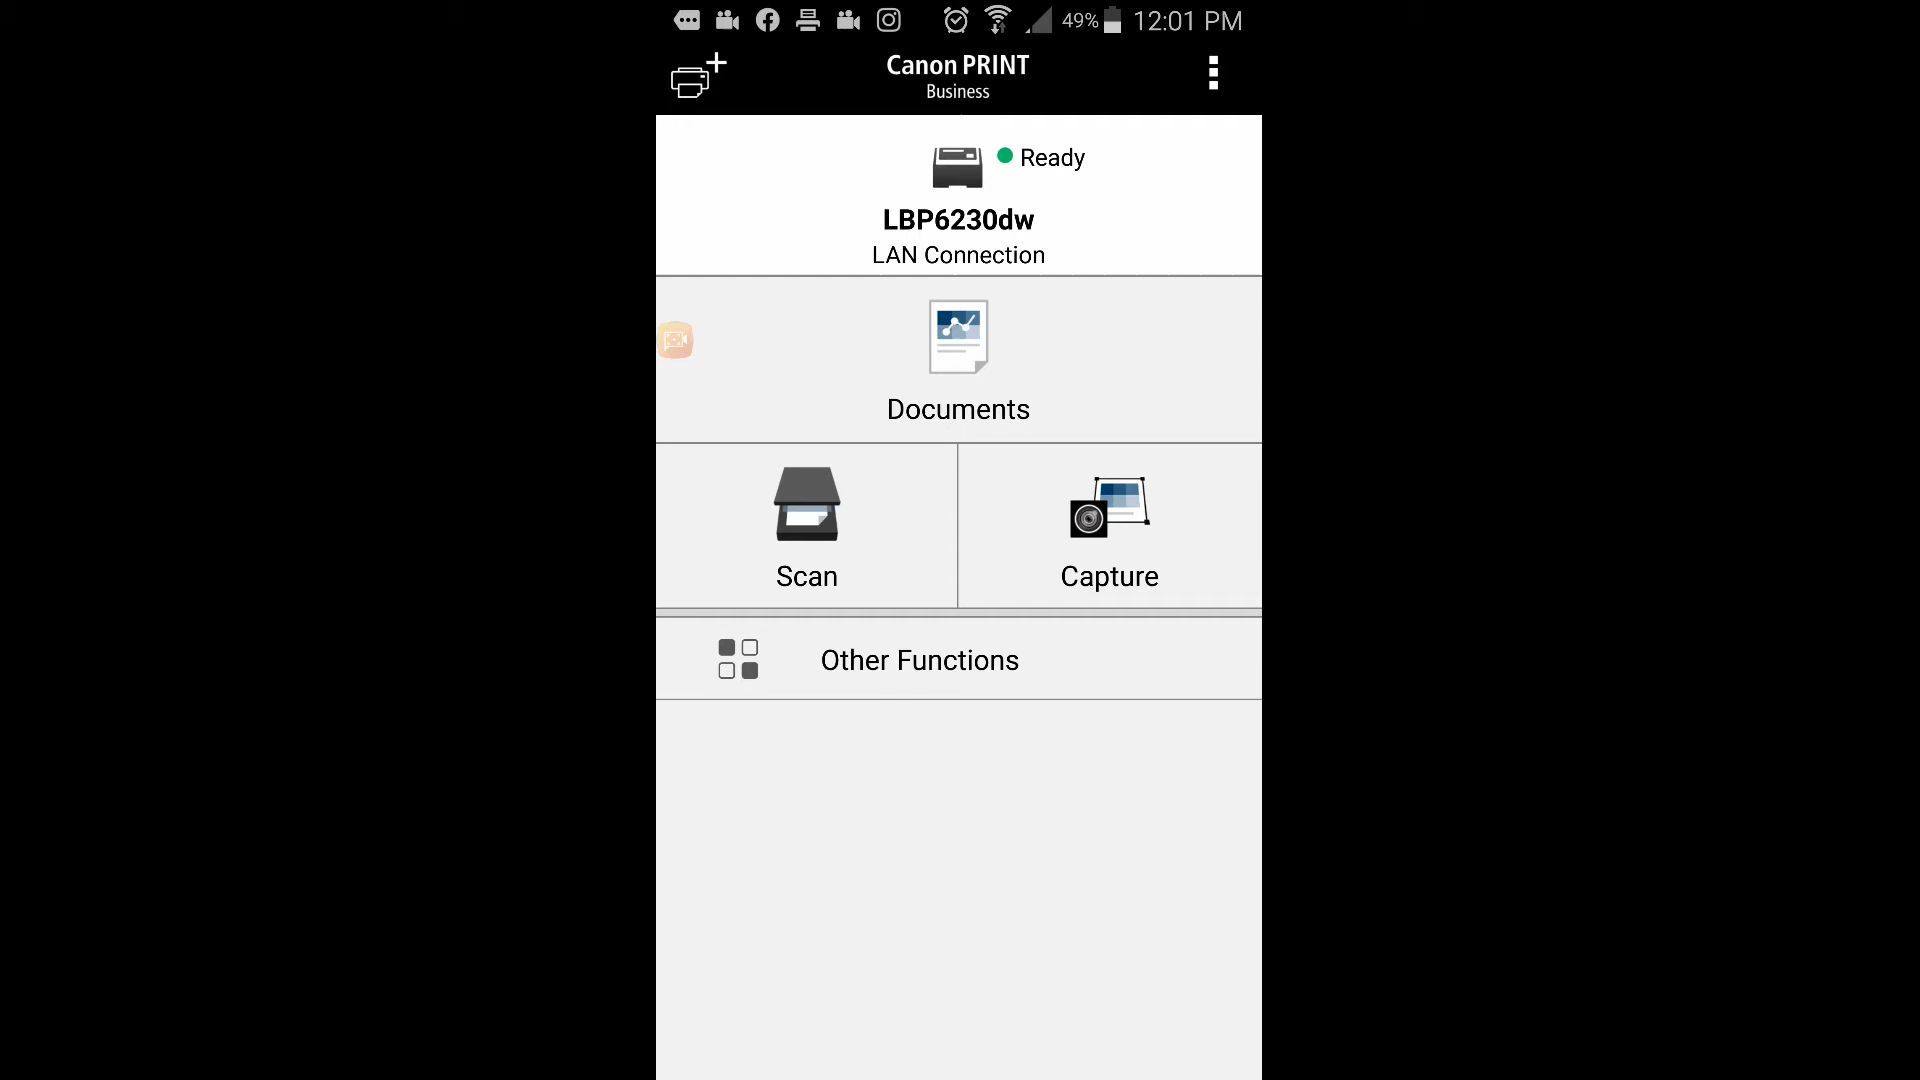 49% 12:01 PM
Canon PRINT
Business
Ready
LBP6230dw
LAN Connection
Documents
Scan
Capture
Other Functions